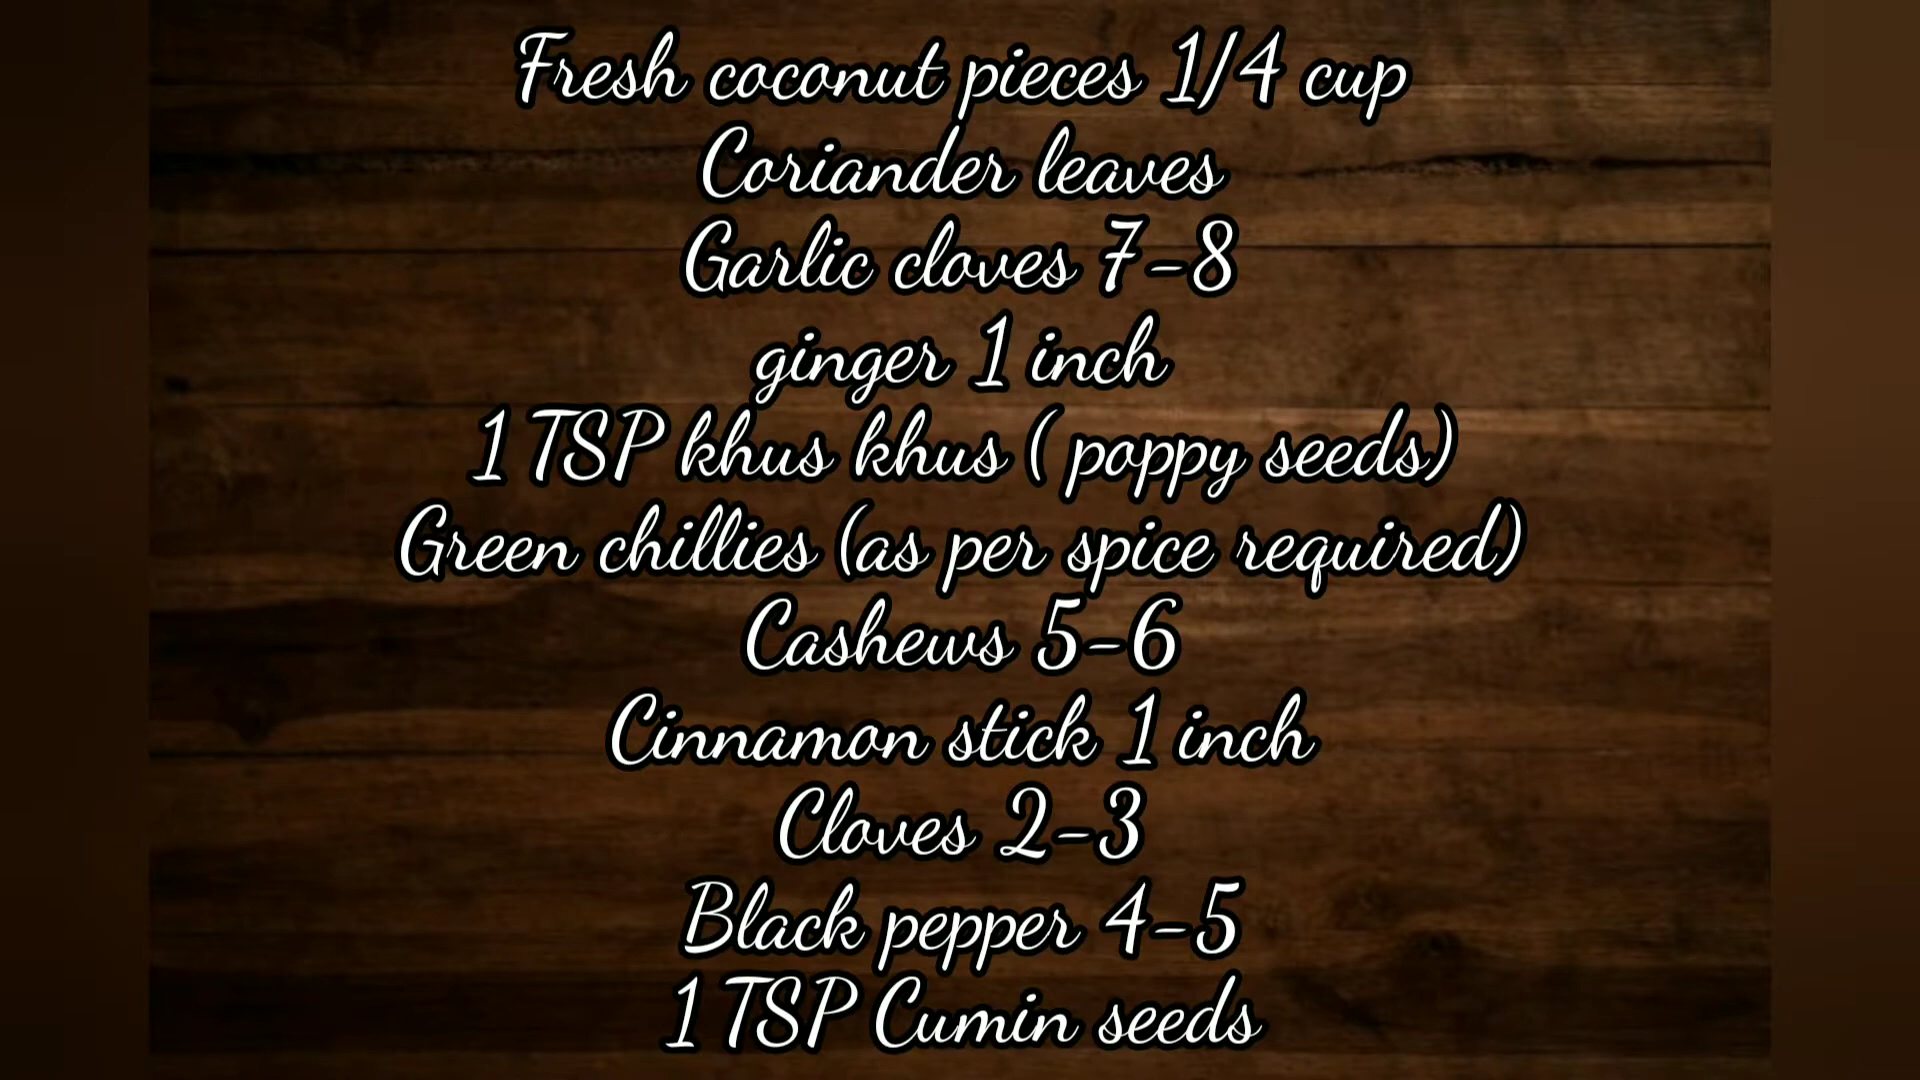 Fresh coconut pieces 1/4 cup
Coriander leaves
Garlic cloves 7-8
ginger 1 inch
1 TSP khus khus ( poppy seeds)
Green chillies (as per spice required)
Cashews 5-6
Cinnamon stick 1 inch
Cloves 2-3
Black pepper 4-5
1 TSP Cumin seeds